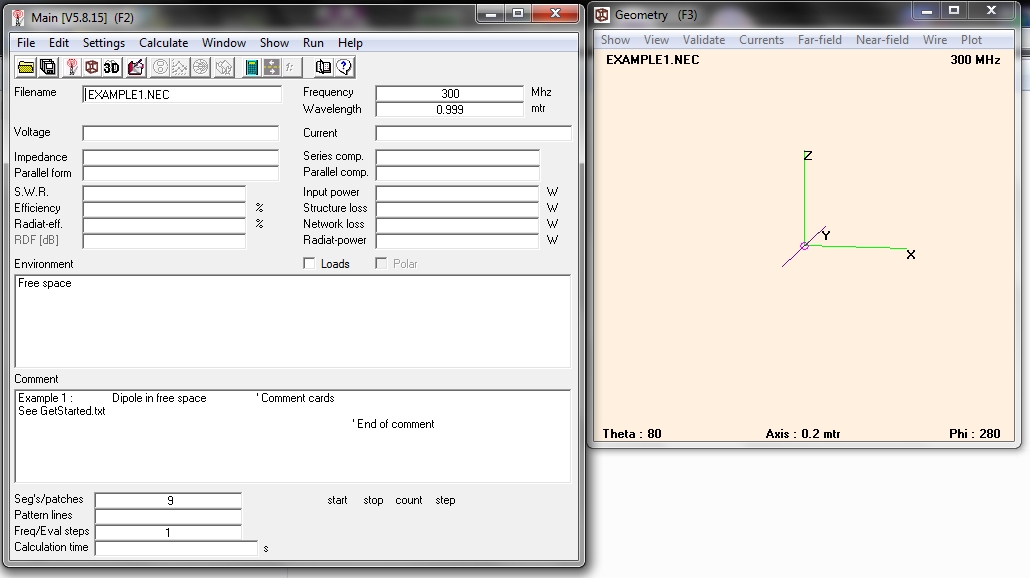 Main [V5.8.15] (F2)
File Edit Settings Calculate Window Show Run Help
3D
Filename EXAMPLE1.NEC
Frequency 300 Mhz
Wavelength 0.999 mtr
Voltage
Current
Impedance
Series comp.
Parallel form
Parallel comp.
S.W.R.
Input power W
Efficiency %
Structure loss W
Radiat-eff. %
Network loss W
RDF [dB]
Radiat-power W
Environment
Loads Polar
Free space
Comment
Example 1 : Dipole in free space ' Comment cards
See GetStarted.txt
' End of comment
Seg's/patches 9
start stop count step
Pattern lines
Freq/Eval steps 1
Calculation time s
Geometry (F3)
Show View Validate Currents Far-field Near-field Wire Plot
EXAMPLE1.NEC 300 MHz
Z
Y
X
Theta : 80 Axis : 0.2 mtr Phi : 280